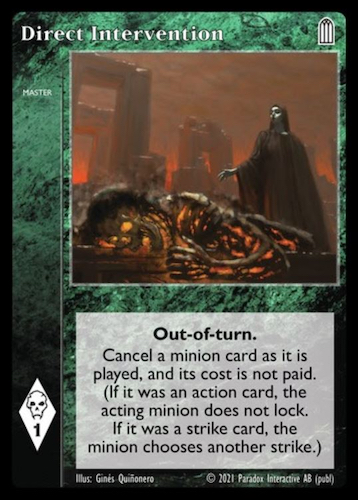 Direct Intervention
MASTER
Out-of-turn.
Cancel a minion card as it is
played, and its cost is not paid.
(If it was an action card, the
acting minion does not lock.
If it was a strike card, the
minion chooses another strike.)
1
Illus: Ginés Quiñonero © 2021 Paradox Interactive AB (publ)